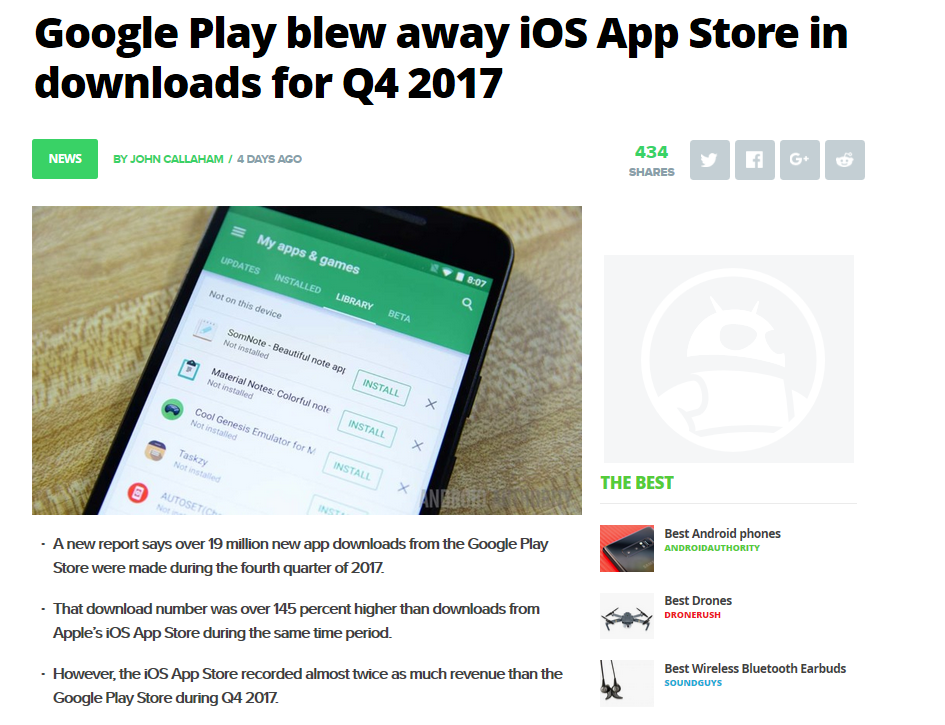 Google Play blew away iOS App Store in
downloads for Q4 2017
NEWS
BY JOHN CALLAHAM / 4 DAYS AGO
434
SHARES
G+
My apps & games
8:07
UPDATES
INSTALLED
LIBRARY
BETA
Not on this device
SomNote - Beautiful note app
Not installed
INSTALL
Material Notes: Colorful note
Not installed
INSTALL
Cool Genesis Emulator for M
Not installed
INSTALL
Taskzy
Not installed
INSTALL
ANDROID
A new report says over 19 million new app downloads from the Google Play
Store were made during the fourth quarter of 2017.
That download number was over 145 percent higher than downloads from
Apple's iOS App Store during the same time period.
However, the iOS App Store recorded almost twice as much revenue than the
Google Play Store during Q4 2017.
THE BEST
Best Android phones
ANDROIDAUTHORITY
Best Drones
DRONERUSH
Best Wireless Bluetooth Earbuds
SOUNDGUYS